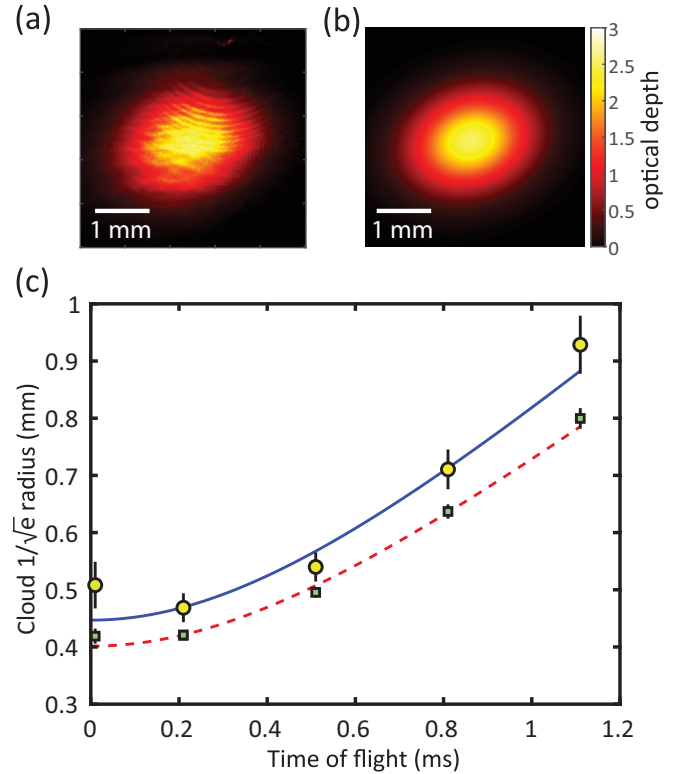 (a)
(b)
1 mm
1 mm
3
2.5
2
1.5
1
0.5
0
optical depth
(c)
1
0.9
0.8
0.7
0.6
0.5
0.4
0.3
Cloud 1/√e radius (mm)
0
0.2
0.4
0.6
0.8
1
1.2
Time of flight (ms)